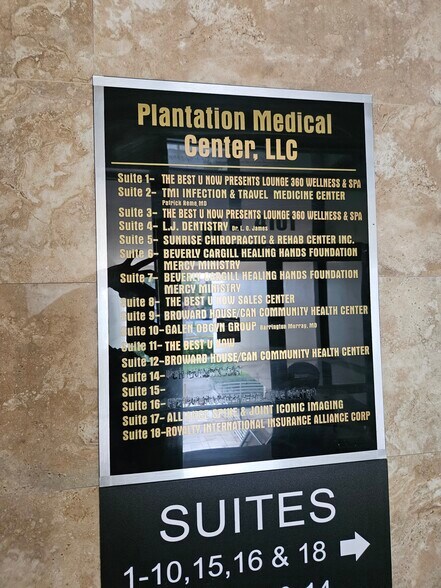 Plantation Medical
Center, LLC
Suite 1- THE BEST U NOW PRESENTS LOUNGE 360 WELLNESS & SPA
Suite 2- TMI INFECTION & TRAVEL MEDICINE CENTER
Patrick Rome, MD
Suite 3- THE BEST U NOW PRESENTS LOUNGE 360 WELLNESS & SPA
Suite 4- L.J. DENTISTRY Dr. L. O. James
Suite 5- SUNRISE CHIROPRACTIC & REHAB CENTER INC.
Suite 6- BEVERLY CARGILL HEALING HANDS FOUNDATION
MERCY MINISTRY
Suite 7- BEVERLY CARGILL HEALING HANDS FOUNDATION
MERCY MINISTRY
Suite 8- THE BEST U NOW SALES CENTER
Suite 9- BROWARD HOUSE/CAN COMMUNITY HEALTH CENTER
Suite 10- GALEN OBGYN GROUP Harrington Murray, MD
Suite 11- THE BEST U NOW
Suite 12- BROWARD HOUSE/CAN COMMUNITY HEALTH CENTER
Suite 14-
Suite 15-
Suite 16-
Suite 17- SPINE & JOINT ICONIC IMAGING
Suite 18- ROYALTY INTERNATIONAL INSURANCE ALLIANCE CORP
SUITES
1-10,15,16 & 18